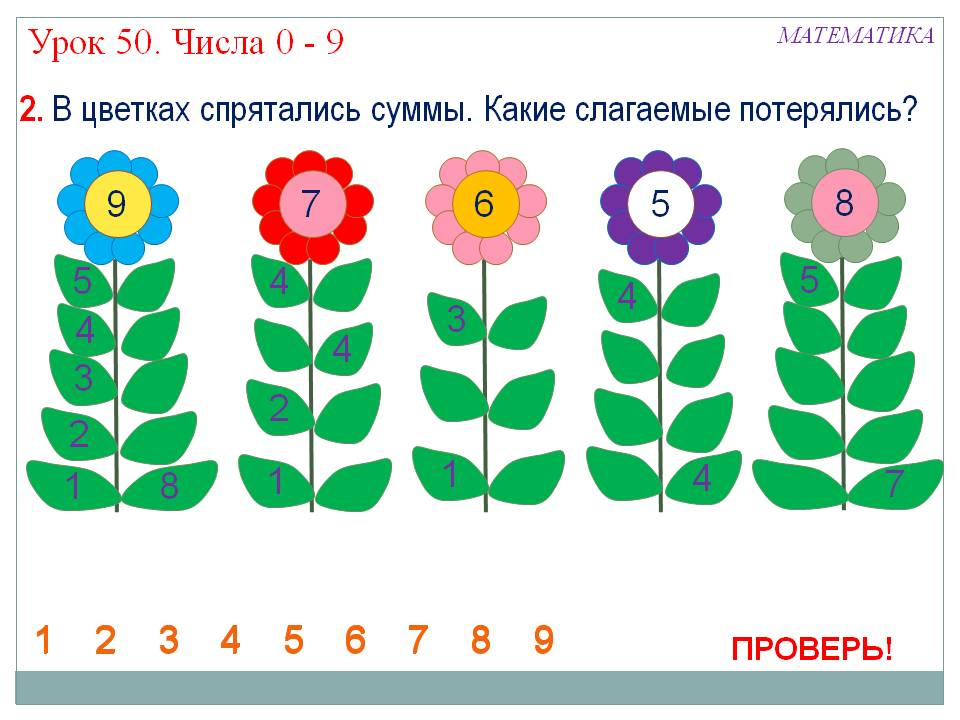 Урок 50. Числа 0 - 9
МАТЕМАТИКА
2. В цветках спрятались суммы. Какие слагаемые потерялись?
9 7 6 5 8
5 4 4 5
4 4 3
3 2
2 1 1 4 7
1 8
1 2 3 4 5 6 7 8 9
ПРОВЕРЬ!